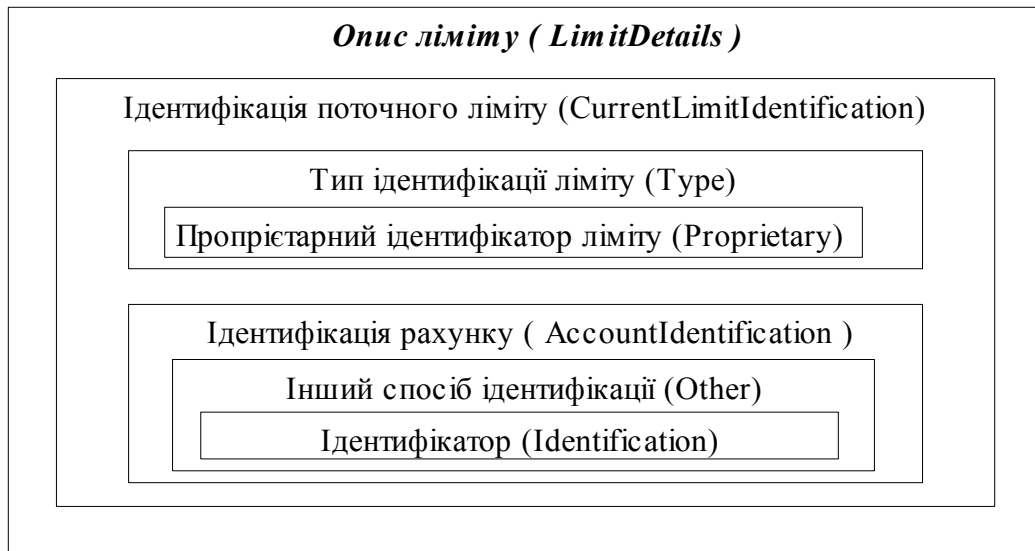 Опис ліміту ( LimitDetails )
Ідентифікація поточного ліміту (CurrentLimitIdentification)
Тип ідентифікації ліміту (Type)
Пропрієтарний ідентифікатор ліміту (Proprietary)
Ідентифікація рахунку ( AccountIdentification )
Інший спосіб ідентифікації (Other)
Ідентифікатор (Identification)